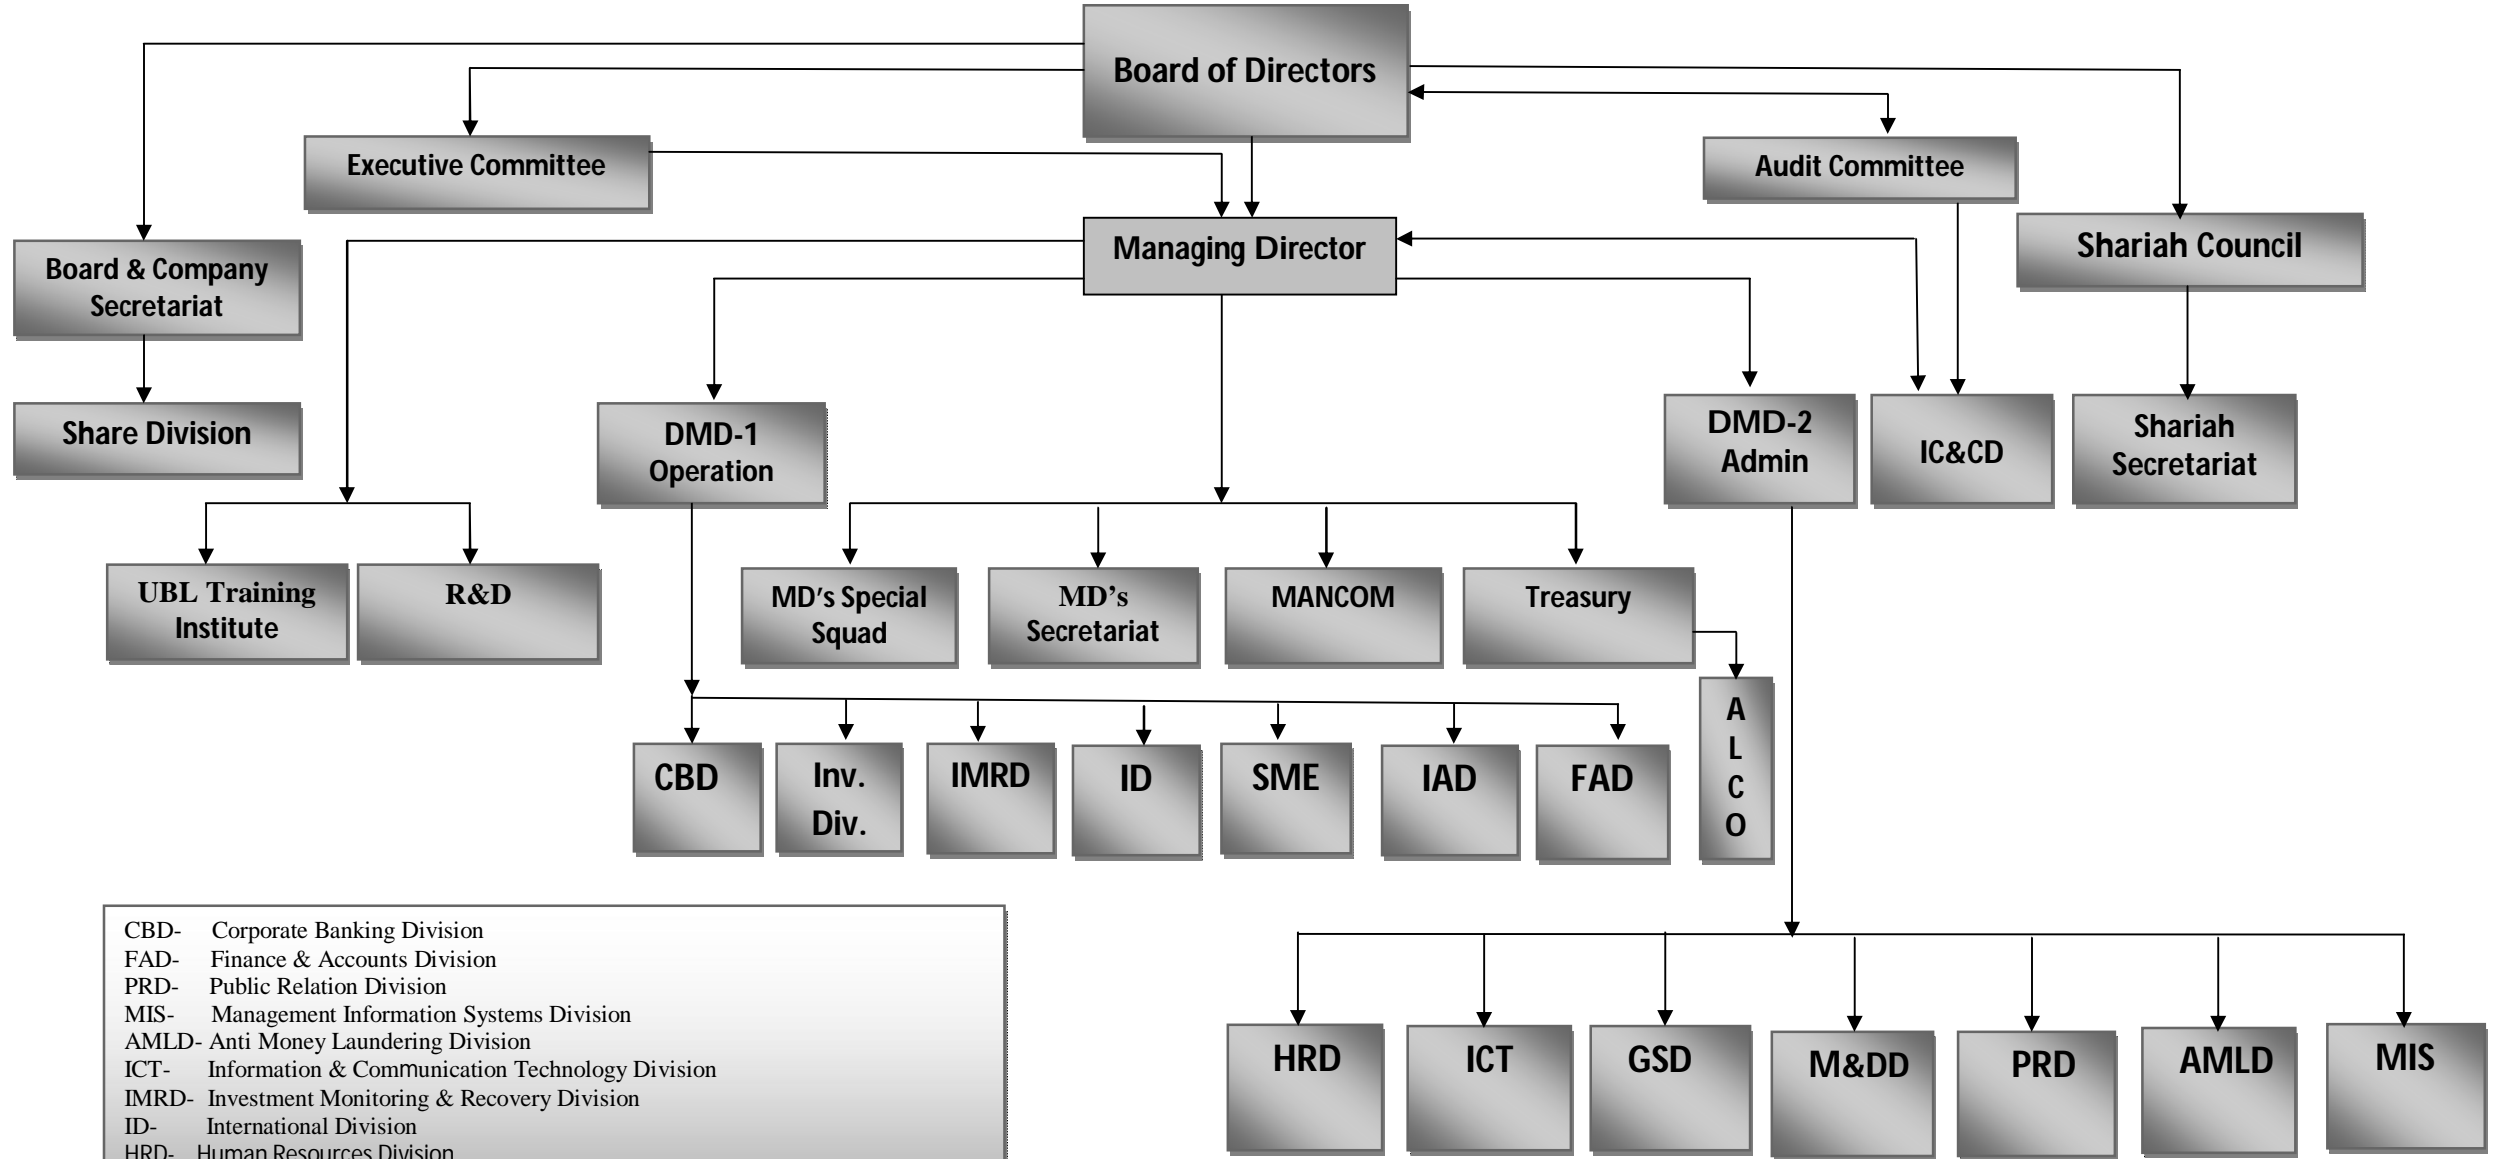 Board of Directors
Executive Committee
Audit Committee
Managing Director
Shariah Council
Board & Company
Secretariat
Share Division
DMD-1
Operation
DMD-2
Admin
IC&CD
Shariah
Secretariat
UBL Training
Institute
R&D
MD's Special
Squad
MD's
Secretariat
MANCOM
Treasury
A
L
C
O
CBD
Inv.
Div.
IMRD
ID
SME
IAD
FAD
CBD- Corporate Banking Division
FAD- Finance & Accounts Division
PRD- Public Relation Division
MIS- Management Information Systems Division
AMLD- Anti Money Laundering Division
ICT- Information & Communication Technology Division
IMRD- Investment Monitoring & Recovery Division
ID- International Division
HRD- Human Resources Division
HRD
ICT
GSD
M&DD
PRD
AMLD
MIS